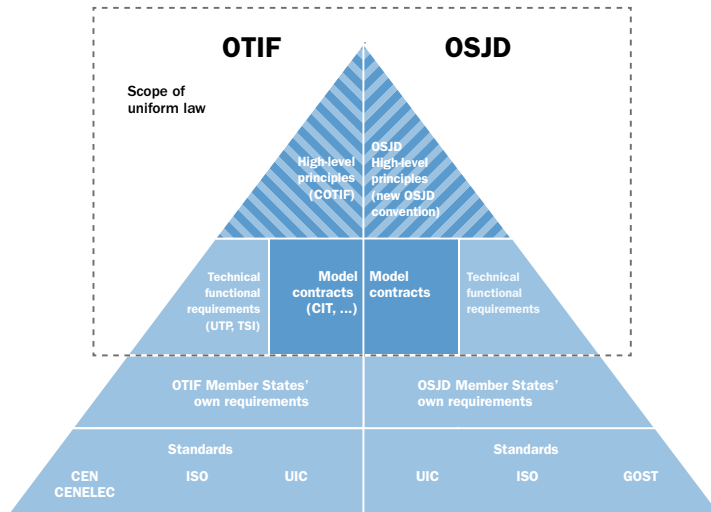 OTIF
OSJD
Scope of
uniform law
High-level
principles
(COTIF)
OSJD
High-level
principles
(new OSJD
convention)
Technical
functional
requirements
(UTP, TSI)
Model
contracts
(CIT, ...)
Model
contracts
Technical
functional
requirements
OTIF Member States’
own requirements
OSJD Member States’
own requirements
Standards
CEN
CENELEC
ISO
UIC
Standards
UIC
ISO
GOST